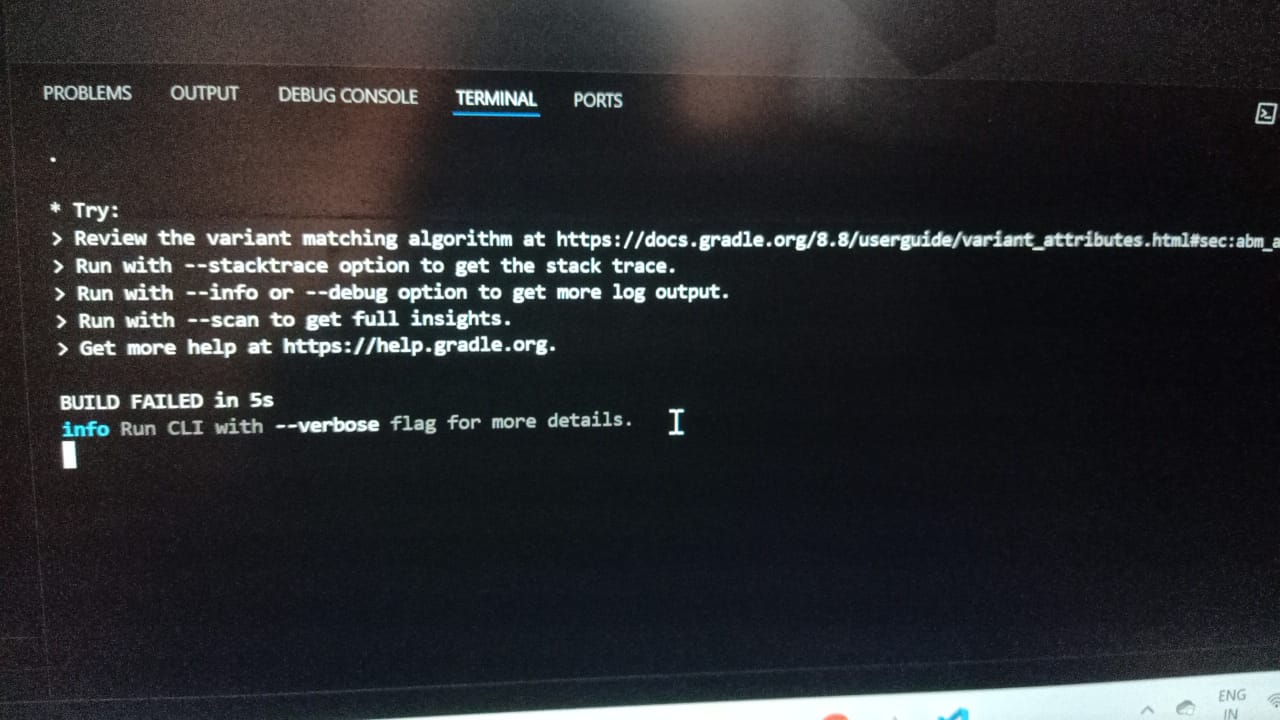 PROBLEMS OUTPUT DEBUG CONSOLE TERMINAL PORTS
.
* Try:
> Review the variant matching algorithm at https://docs.gradle.org/8.8/userguide/variant_attributes.html#sec:abm_a
> Run with --stacktrace option to get the stack trace.
> Run with --info or --debug option to get more log output.
> Run with --scan to get full insights.
> Get more help at https://help.gradle.org.
BUILD FAILED in 5s
info Run CLI with --verbose flag for more details.
ENG
IN